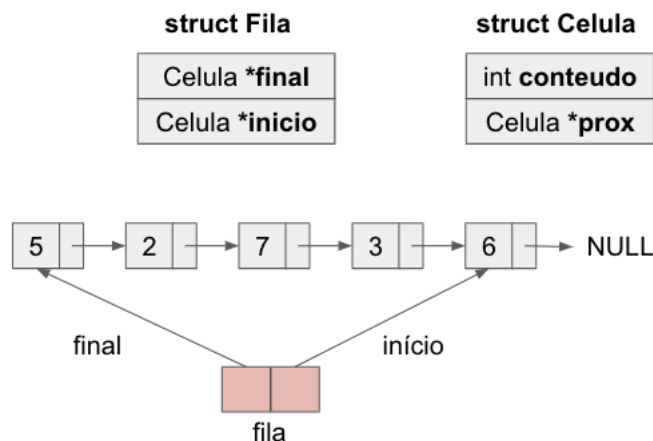 struct Fila
struct Celula
Celula *final
int conteudo
Celula *inicio
Celula *prox
5 2 7 3 6 NULL
final
início
fila